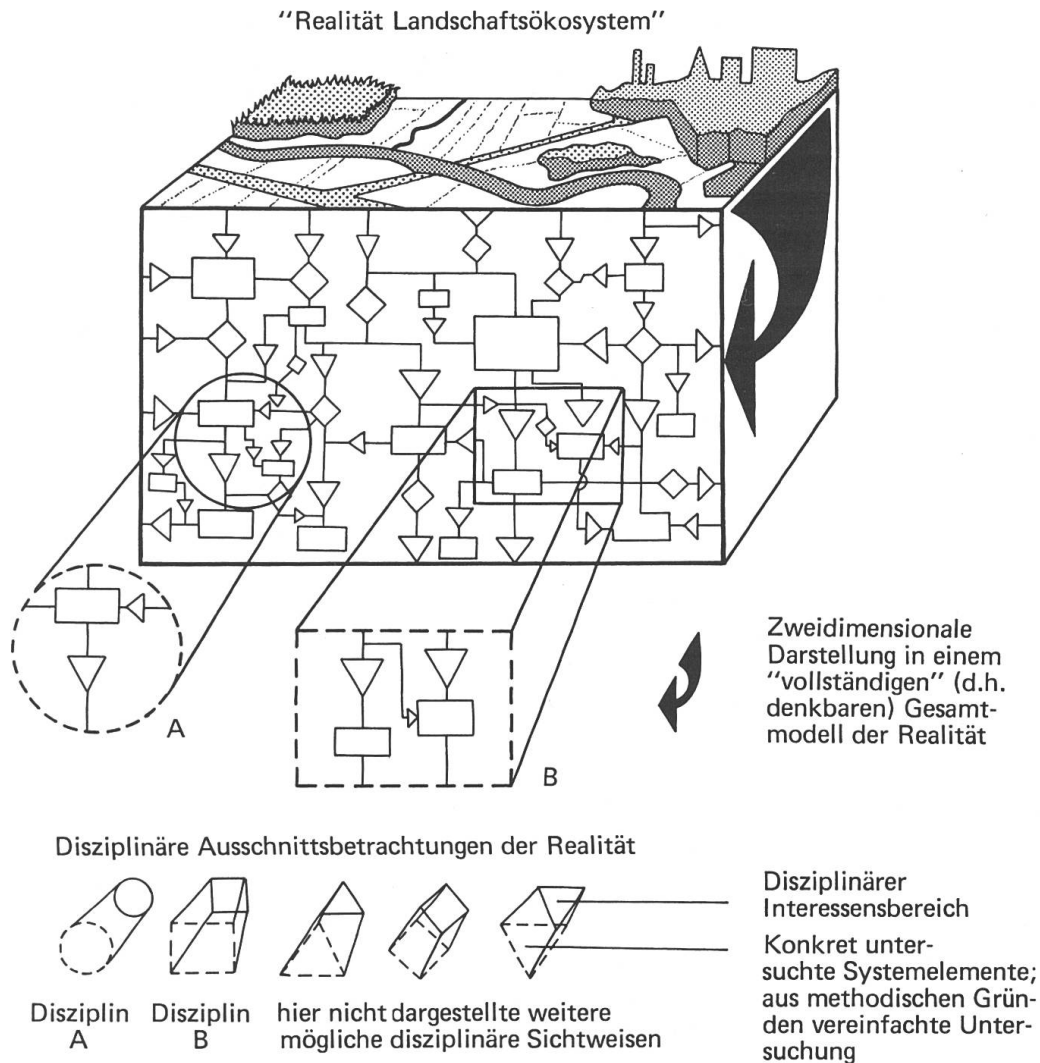 "Realität Landschaftsökosystem"
A
B
Zweidimensionale
Darstellung in einem
"vollständigen" (d.h.
denkbaren) Gesamt-
modell der Realität
Disziplinäre Ausschnittsbetrachtungen der Realität
Disziplin
A
Disziplin
B
hier nicht dargestellte weitere
mögliche disziplinäre Sichtweisen
Disziplinärer
Interessensbereich
Konkret unter-
suchte Systemelemente;
aus methodischen Grün-
den vereinfachte Unter-
suchung